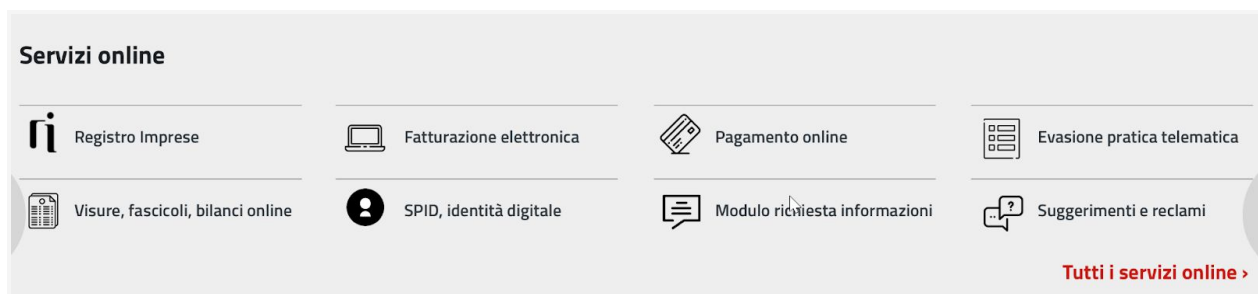 Servizi online
ri
Registro Imprese
Fatturazione elettronica
Pagamento online
Evasione pratica telematica
Visure, fascicoli, bilanci online
SPID, identità digitale
Modulo richiesta informazioni
Suggerimenti e reclami
Tutti i servizi online ›